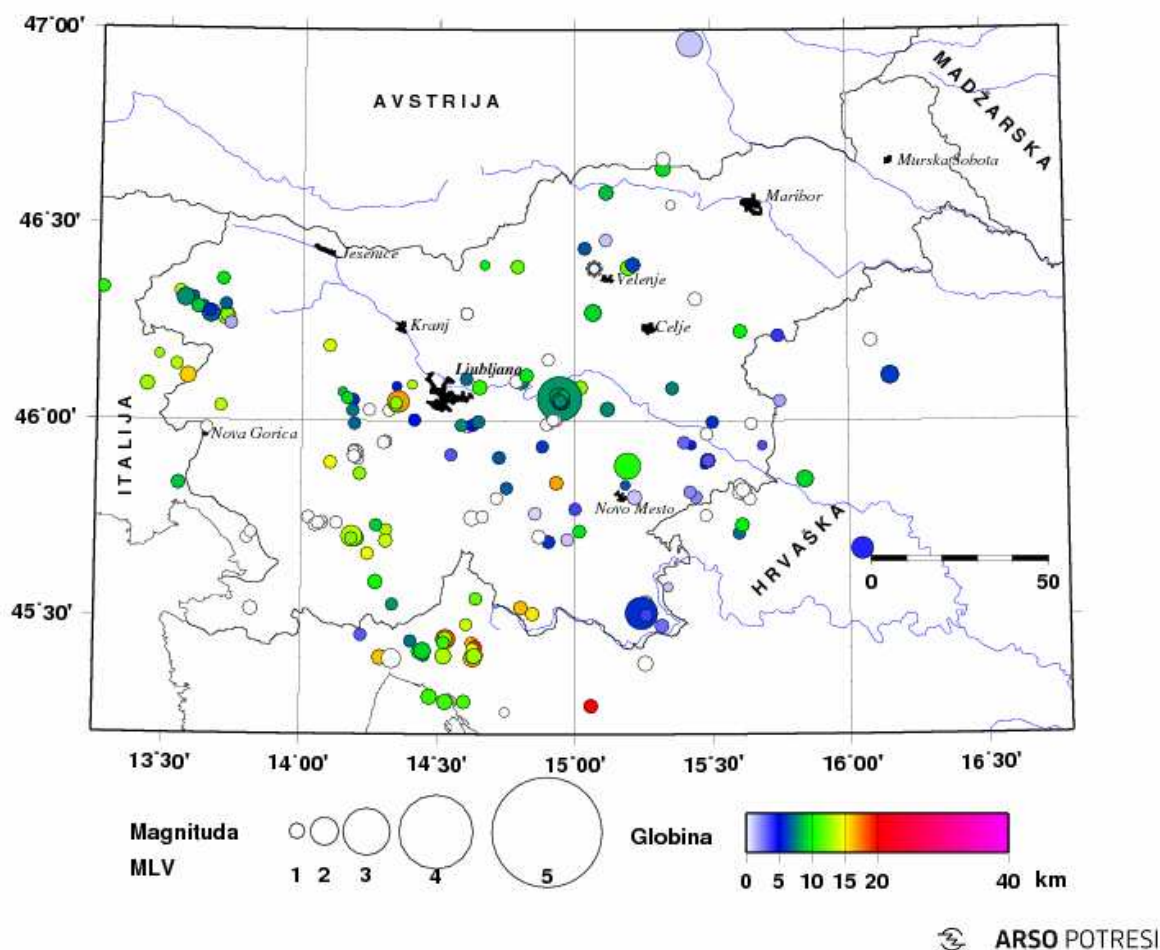 47˚00'
AVSTRIJA
MADŽARSKA
Murska Sobota
Maribor
46˚30'
Jesenice
Velenje
Kranj
Celje
Ljubljana
46˚00'
Nova Gorica
ITALIJA
Novo Mesto
HRVAŠKA
0 50
45˚30'
13˚30' 14˚00' 14˚30' 15˚00' 15˚30' 16˚00' 16˚30'
Magnituda
MLV
1 2 3 4 5
Globina
0 5 10 15 20 40 km
ARSO POTRESI